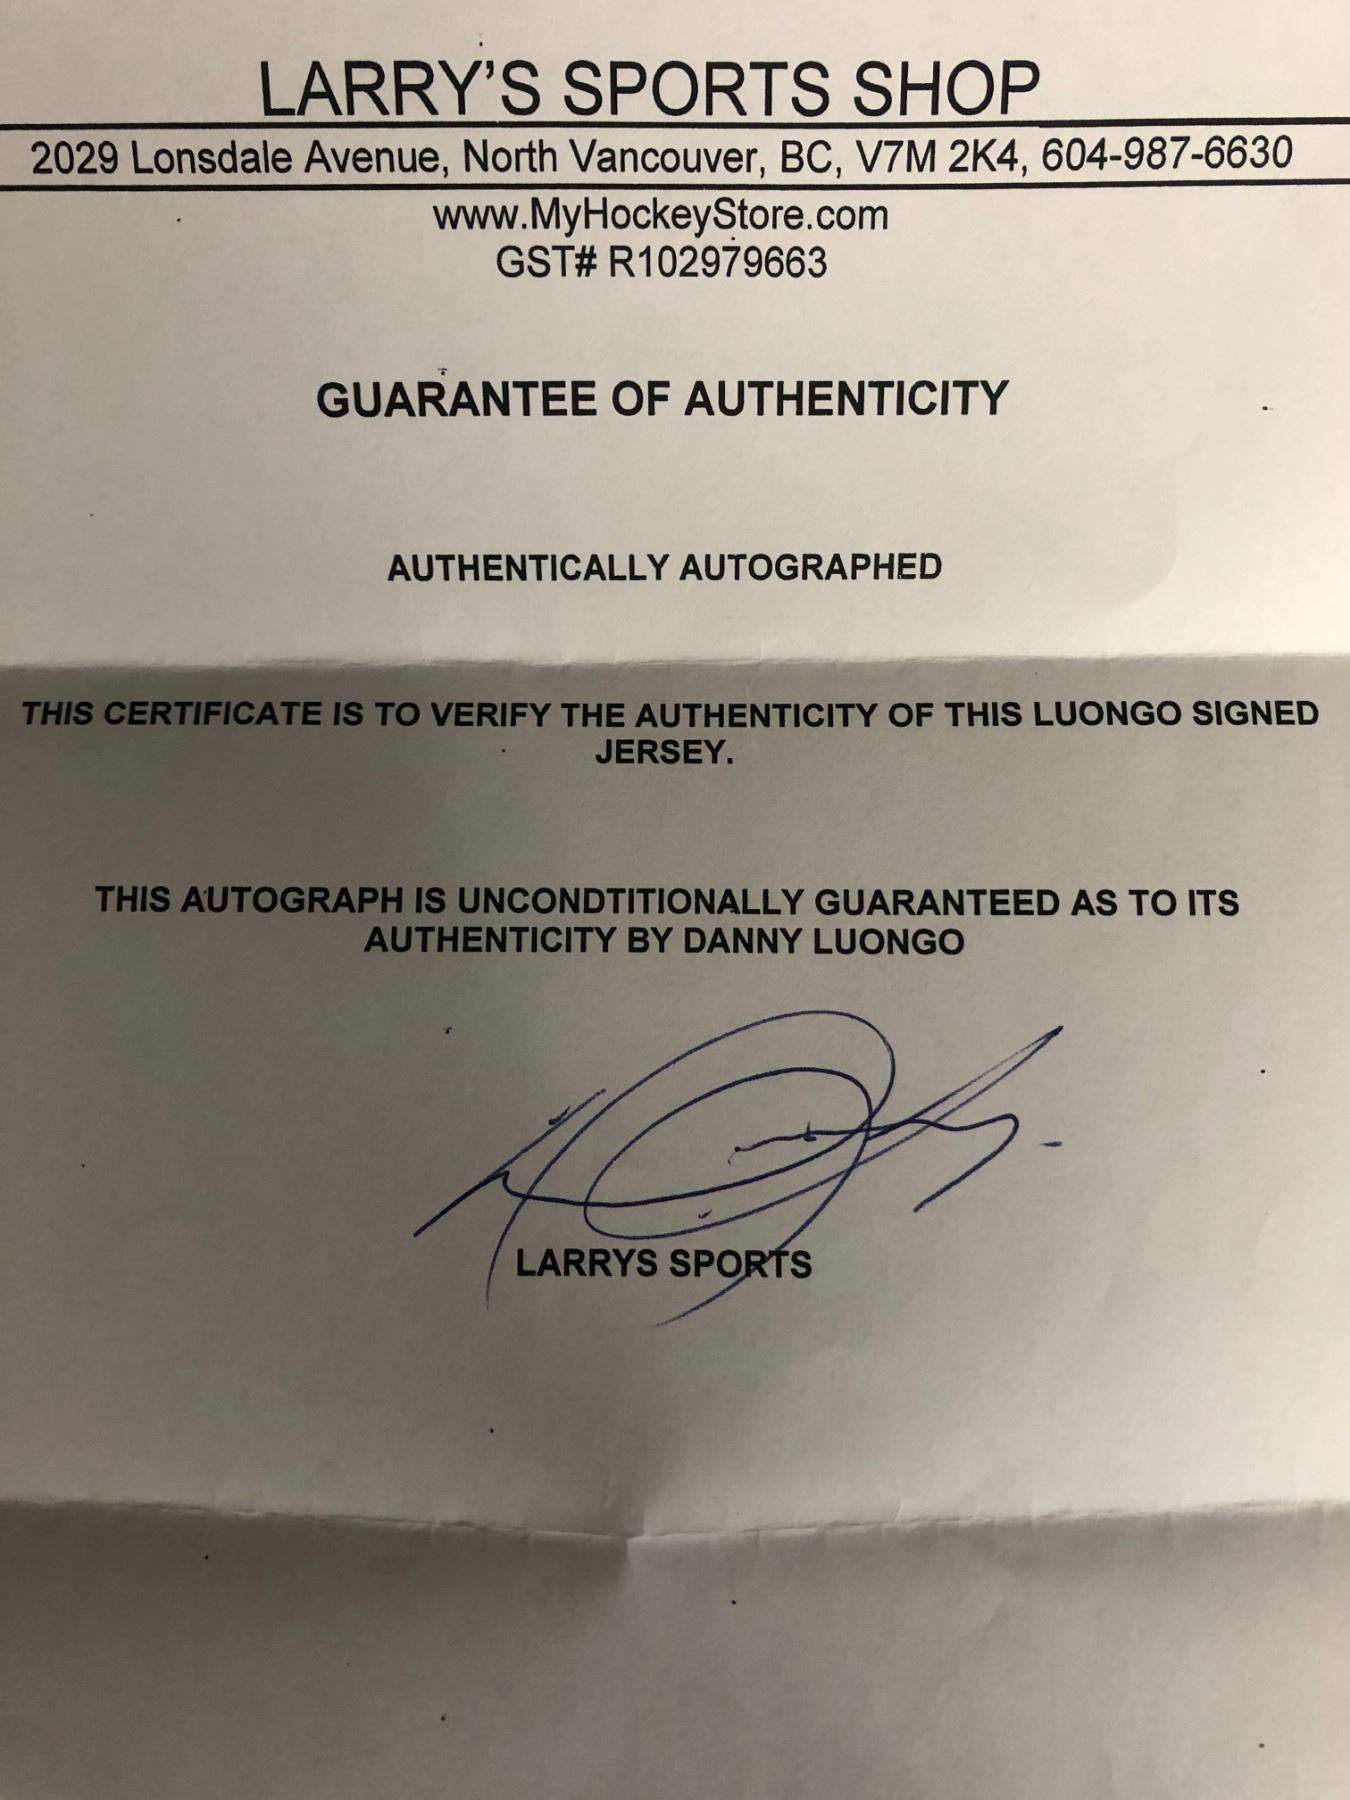 LARRY'S SPORTS SHOP
2029 Lonsdale Avenue, North Vancouver, BC, V7M 2K4, 604-987-6630
www.MyHockeyStore.com
GST# R102979663
GUARANTEE OF AUTHENTICITY
AUTHENTICALLY AUTOGRAPHED
THIS CERTIFICATE IS TO VERIFY THE AUTHENTICITY OF THIS LUONGO SIGNED
JERSEY.
THIS AUTOGRAPH IS UNCONDTITIONALLY GUARANTEED AS TO ITS
AUTHENTICITY BY DANNY LUONGO
LARRYS SPORTS